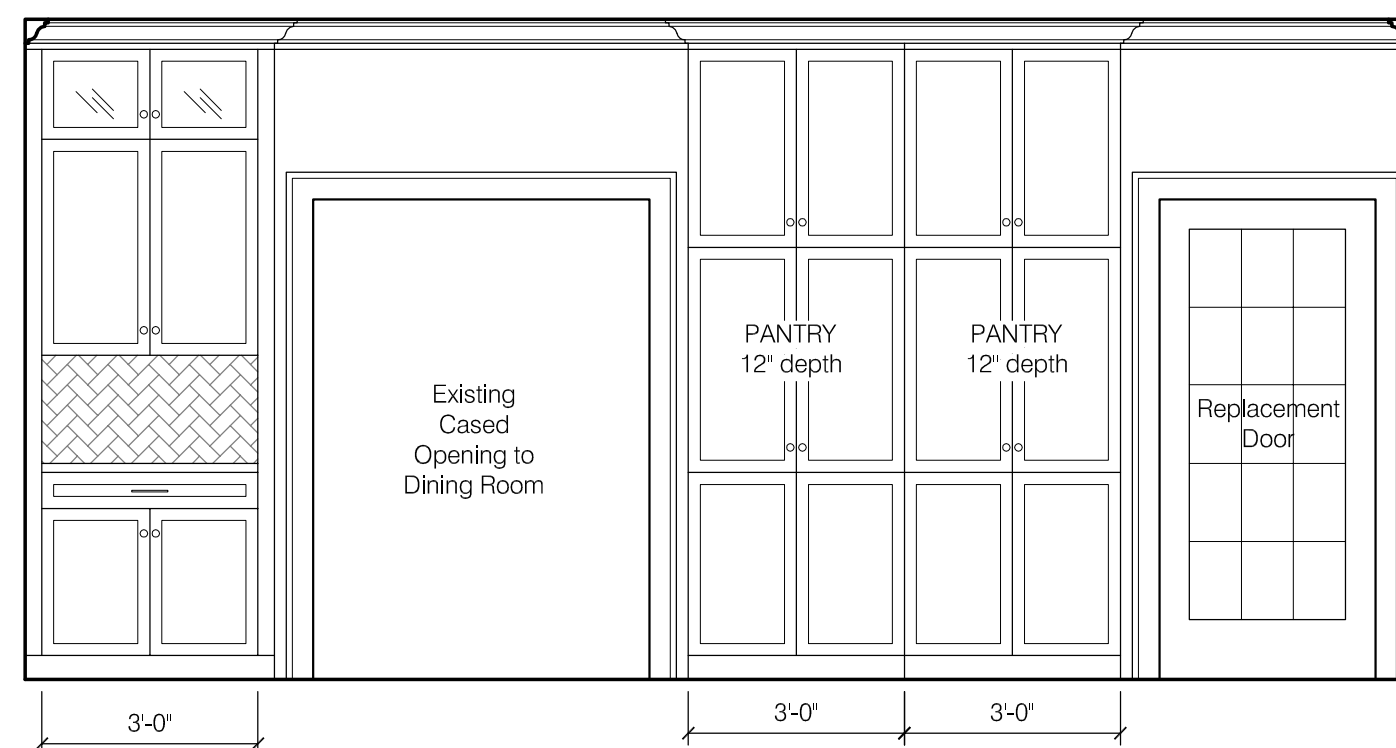 Existing
Cased
Opening to
Dining Room
PANTRY
12" depth
PANTRY
12" depth
Replacement
Door
3'-0"
3'-0"
3'-0"